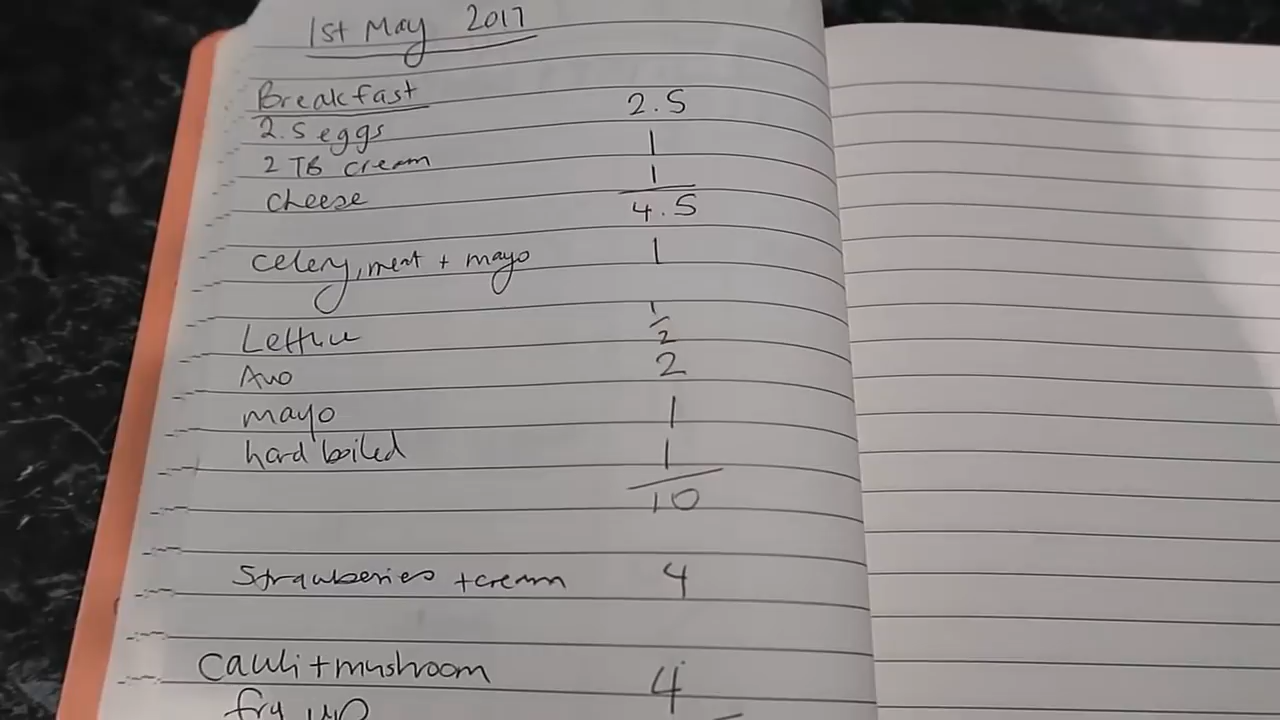 1st May 2017
Breakfast
2.5 eggs 2.5
2 TB cream 1
cheese 1
4.5
celery, meat + mayo 1
Lettuce 1/2
Avo 2
mayo 1
hard boiled 1
10
Strawberies + cream 4
Cauli + mushroom 4
fry up